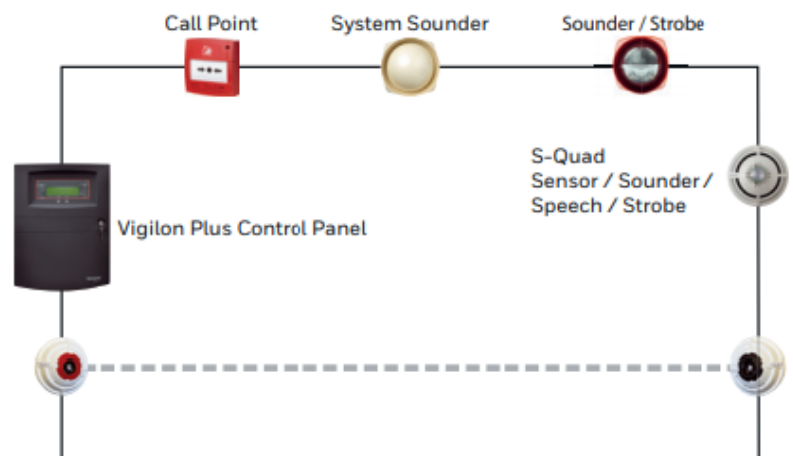 Call Point
System Sounder
Sounder / Strobe
S-Quad
Sensor / Sounder /
Speech / Strobe
Vigilon Plus Control Panel